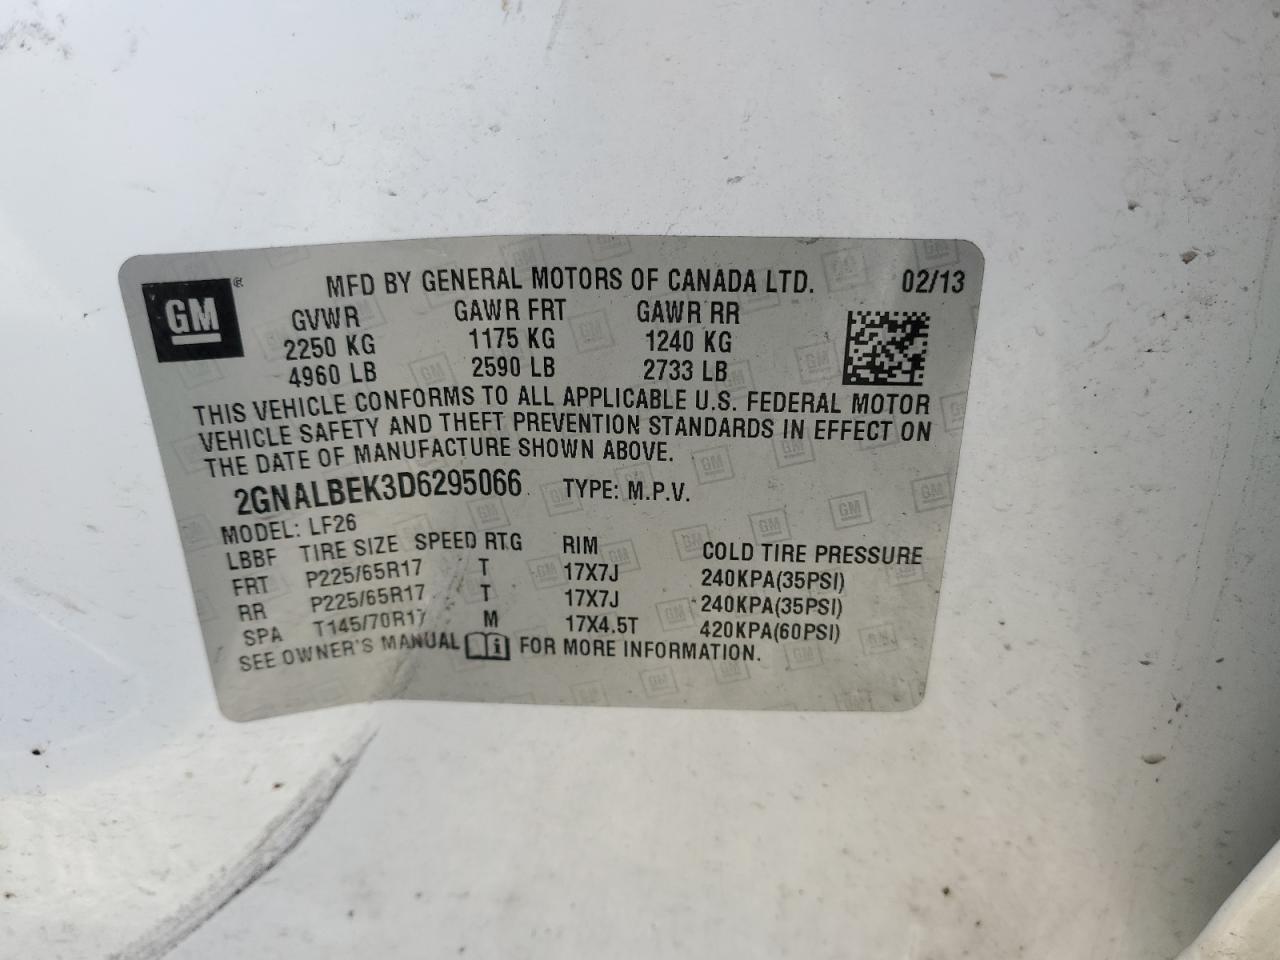 GM®
MFD BY GENERAL MOTORS OF CANADA LTD. 02/13
GVWR GAWR FRT GAWR RR
2250 KG 1175 KG 1240 KG
4960 LB 2590 LB 2733 LB
THIS VEHICLE CONFORMS TO ALL APPLICABLE U.S. FEDERAL MOTOR
VEHICLE SAFETY AND THEFT PREVENTION STANDARDS IN EFFECT ON
THE DATE OF MANUFACTURE SHOWN ABOVE.
2GNALBEK3D6295066 TYPE: M.P.V.
MODEL: LF26
LBBF TIRE SIZE SPEED RTG RIM COLD TIRE PRESSURE
FRT P225/65R17 T 17X7J 240KPA(35PSI)
RR P225/65R17 T 17X7J 240KPA(35PSI)
SPA T145/70R17 M 17X4.5T 420KPA(60PSI)
SEE OWNER'S MANUAL i FOR MORE INFORMATION.